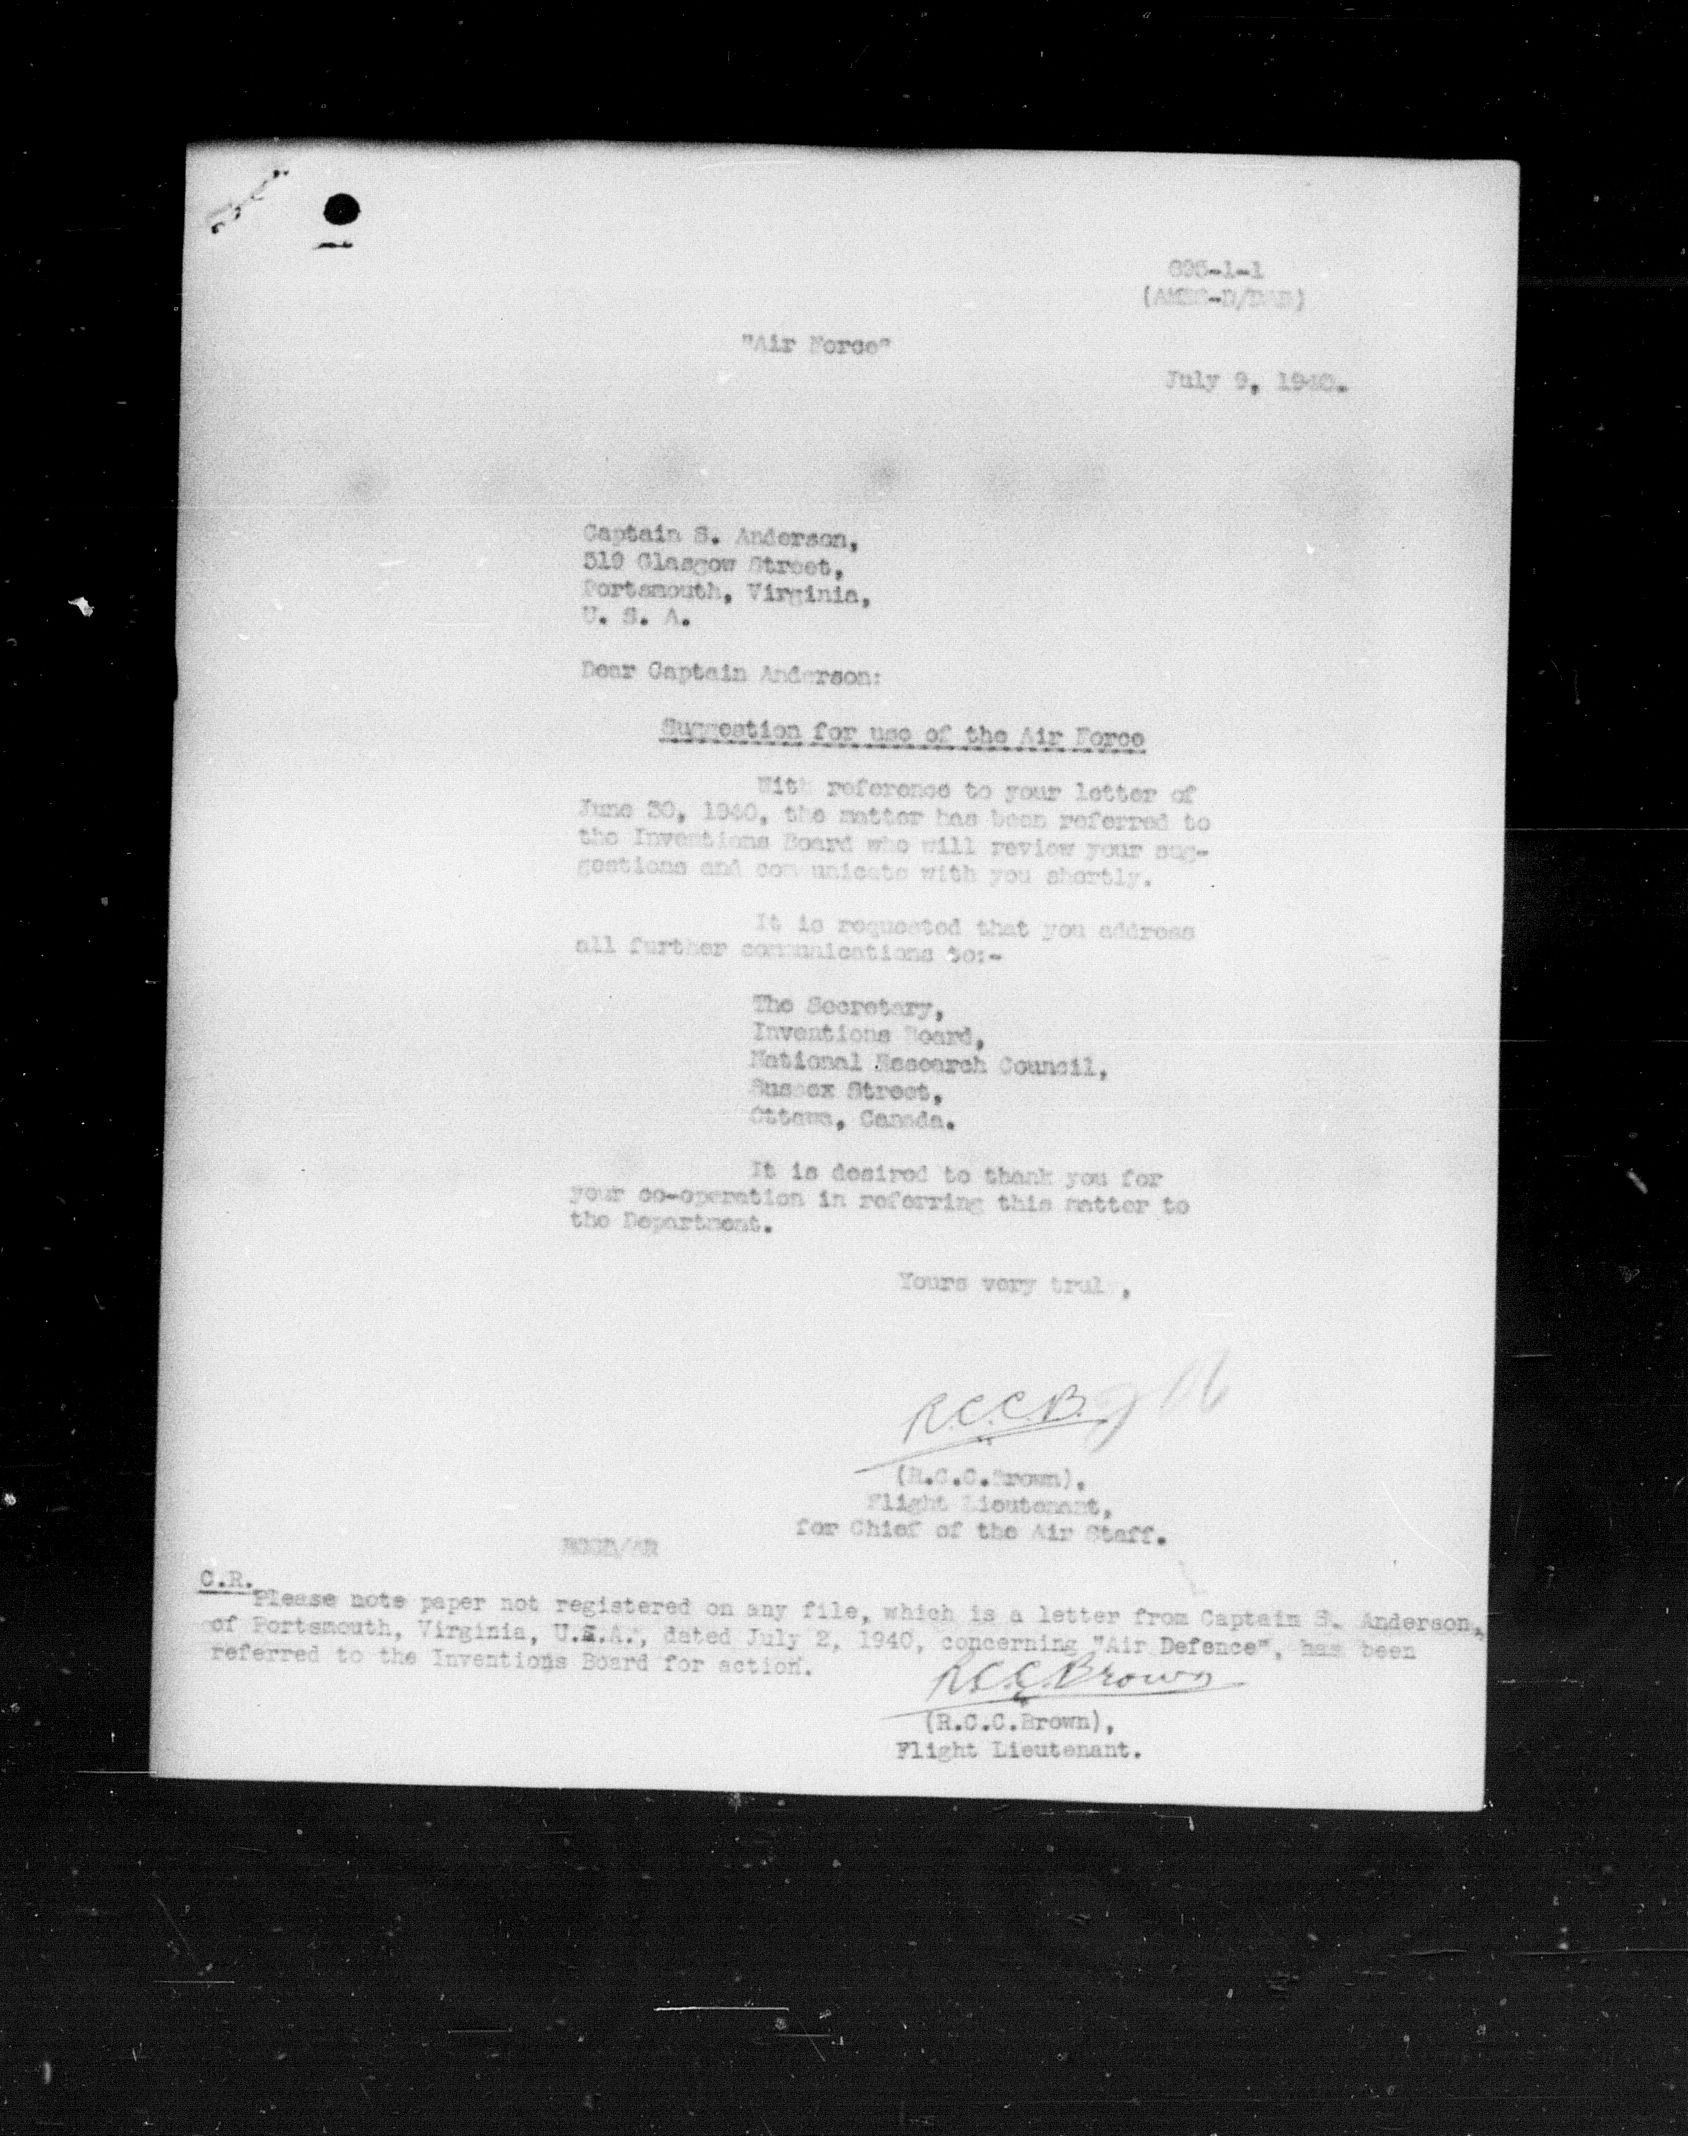 "Air Force"
July 9, 1940.
Captain S. Anderson,
319 Glasgow Street,
Portsmouth, Virginia,
U. S. A.
Dear Captain Anderson:
Suggestion for use of the Air Force
With reference to your letter of
June 30, 1940, the matter has been referred to
the Inventions Board who will review your sug-
gestions and communicate with you shortly.
It is requested that you address
all further communications to:-
The Secretary,
Inventions Board,
National Research Council,
Sussex Street,
Ottawa, Canada.
It is desired to thank you for
your co-operation in referring this matter to
the Department.
Yours very truly,
R.C.C.B.
(R.C.C.Brown),
Flight Lieutenant,
for Chief of the Air Staff.
C.R.
Please note paper not registered on any file, which is a letter from Captain S. Anderson,
of Portsmouth, Virginia, U.S.A., dated July 2, 1940, concerning "Air Defence", has been
referred to the Inventions Board for action.
R.C.C.Brown
(R.C.C.Brown),
Flight Lieutenant.